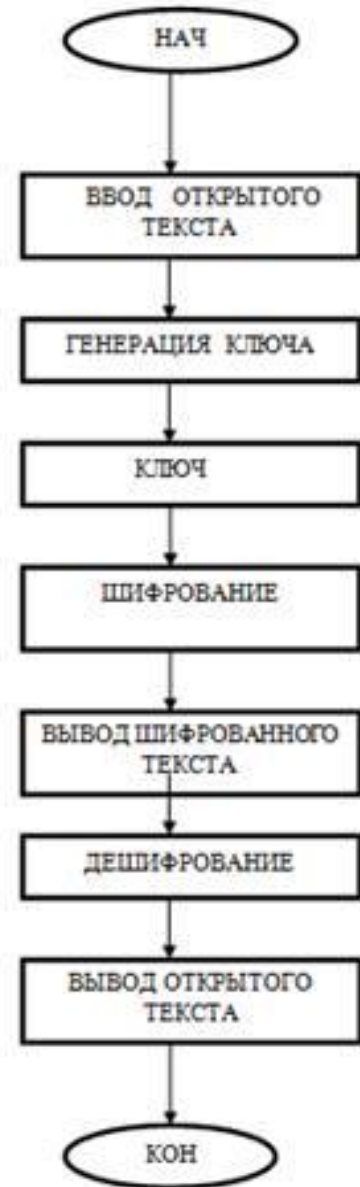 НАЧ
ВВОД ОТКРЫТОГО
ТЕКСТА
ГЕНЕРАЦИЯ КЛЮЧА
КЛЮЧ
ШИФРОВАНИЕ
ВЫВОД ШИФРОВАННОГО
ТЕКСТА
ДЕШИФРОВАНИЕ
ВЫВОД ОТКРЫТОГО
ТЕКСТА
КОН